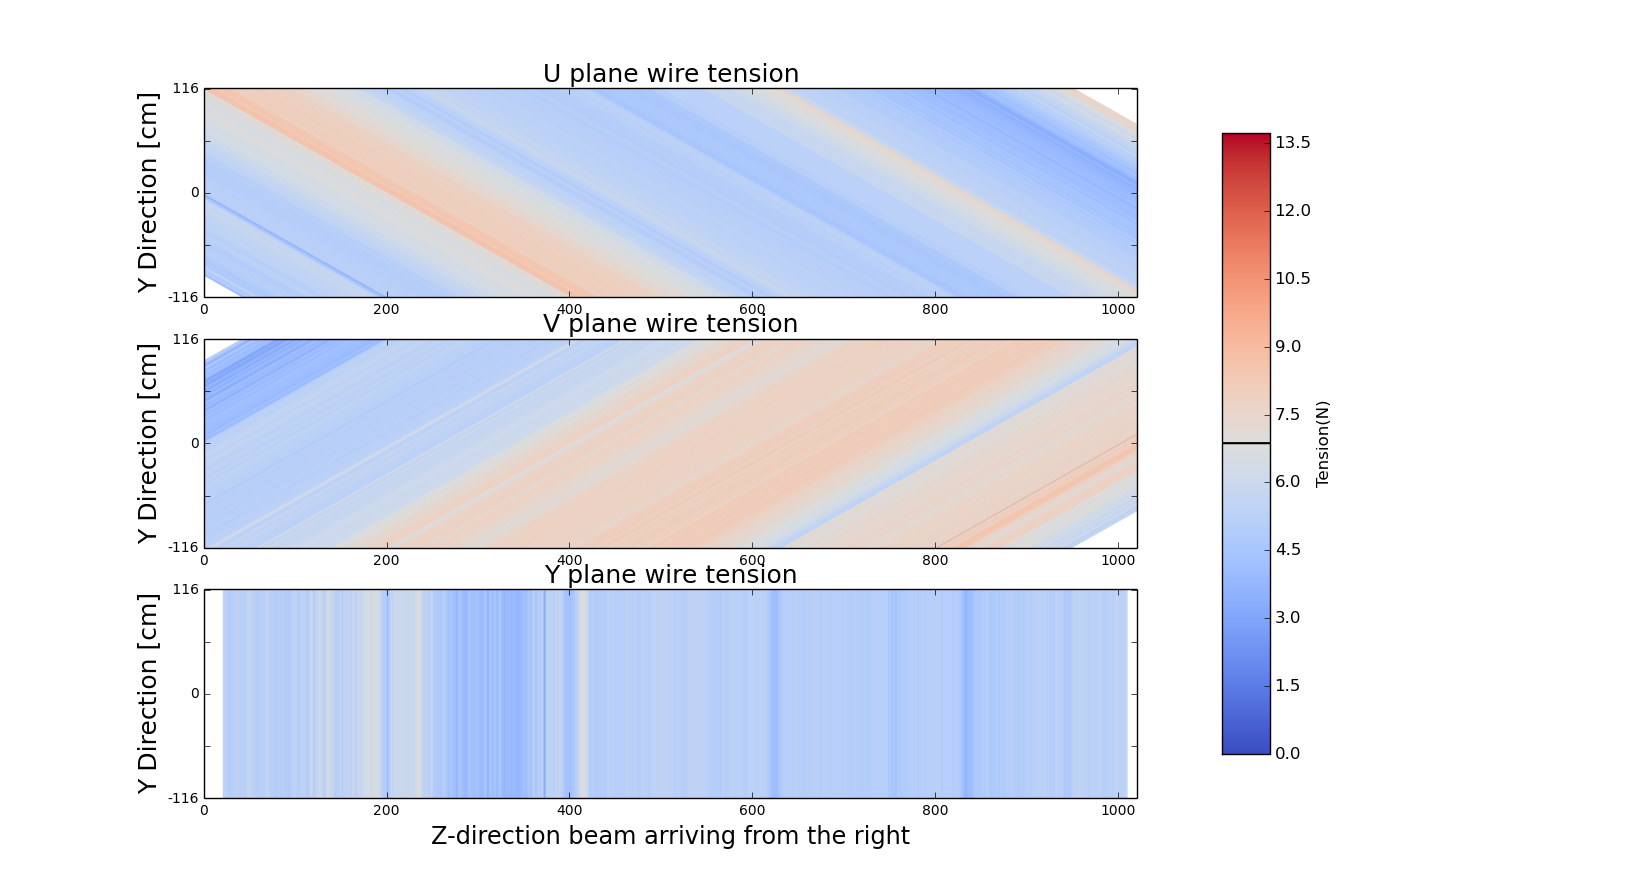 U plane wire tension
116
0
-116
Y Direction [cm]
0 200 400 600 800 1000
V plane wire tension
116
0
-116
Y Direction [cm]
0 200 400 600 800 1000
Y plane wire tension
116
0
-116
Y Direction [cm]
0 200 400 600 800 1000
Z-direction beam arriving from the right
13.5
12.0
10.5
9.0
7.5
6.0
4.5
3.0
1.5
0.0
Tension(N)